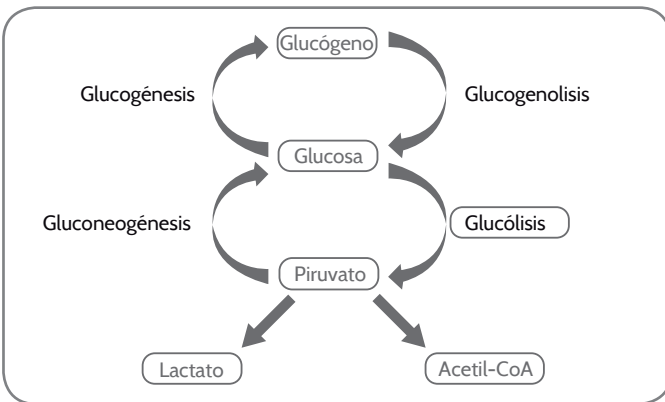 Glucógeno
Glucogénesis
Glucogenolisis
Glucosa
Gluconeogénesis
Glucólisis
Piruvato
Lactato
Acetil-CoA